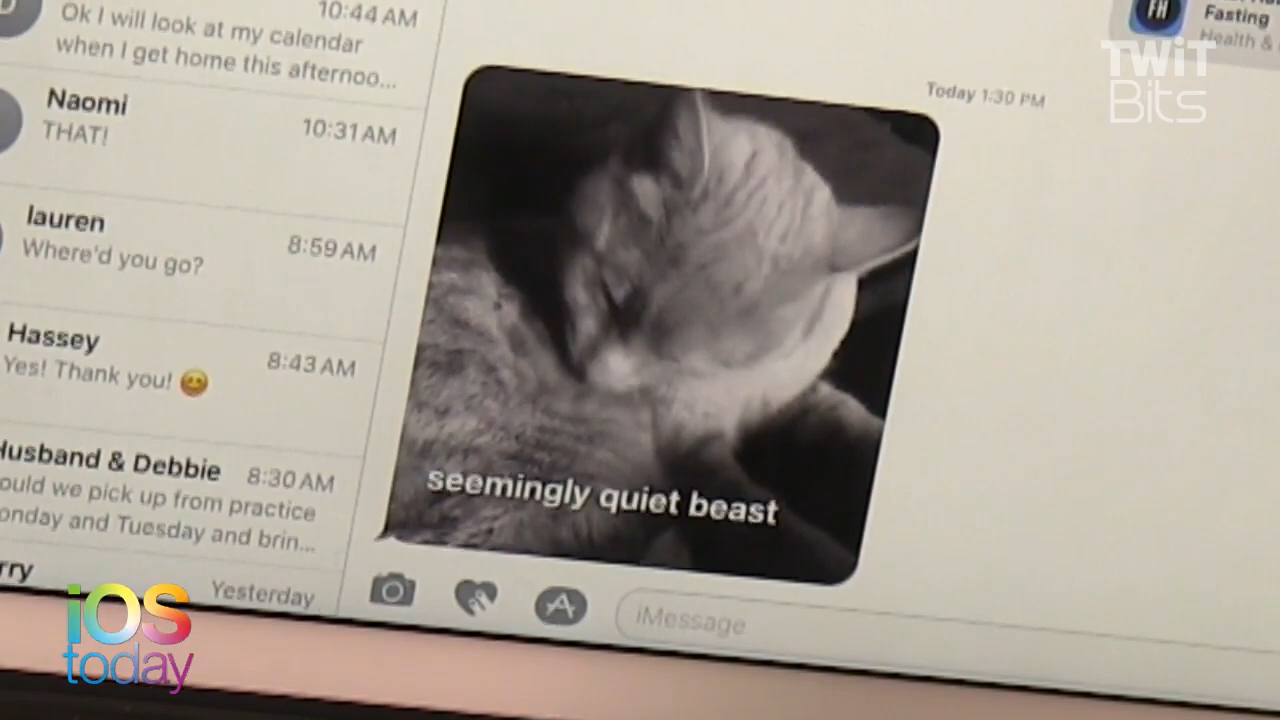 10:44 AM
Ok I will look at my calendar
when I get home this afternoo...
Naomi
10:31 AM
THAT!
lauren
8:59 AM
Where'd you go?
Hassey
8:43 AM
Yes! Thank you! 😊
Husband & Debbie
8:30 AM
ould we pick up from practice
onday and Tuesday and brin...
rry
Yesterday
FH
Fasting
Health &
TWiT
Bits
Today 1:30 PM
seemingly quiet beast
iMessage
iOS
today